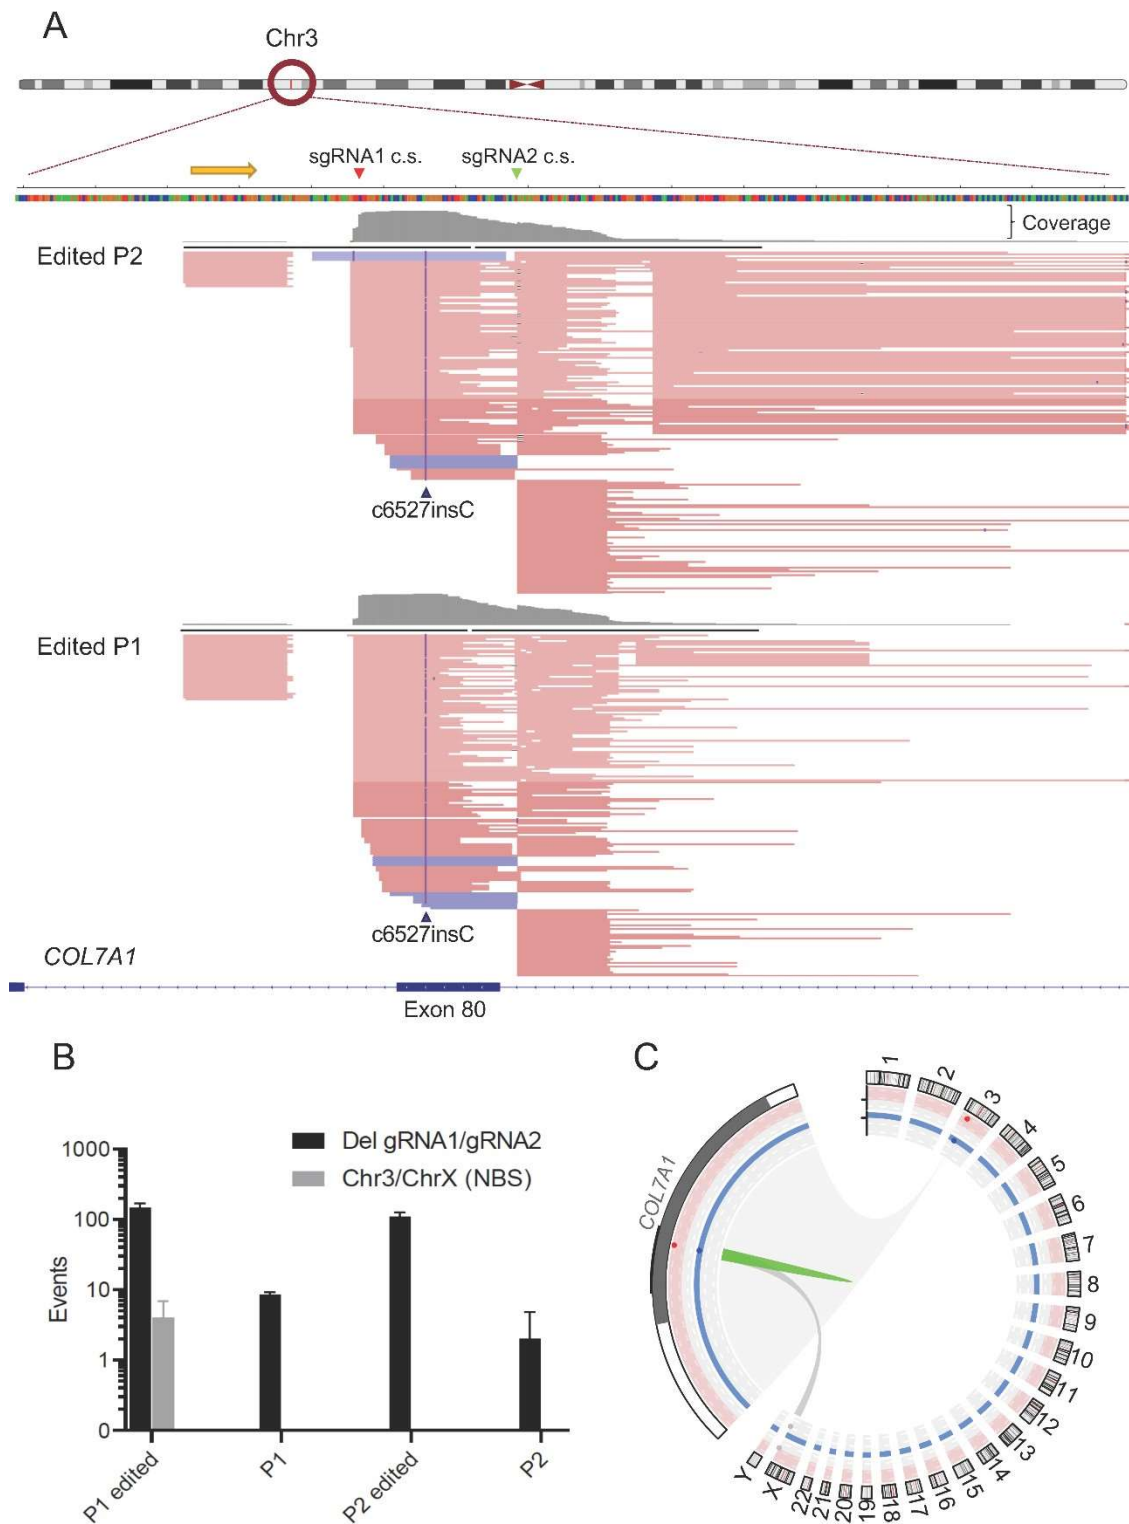 A
Chr3
sgRNA1 c.s.
sgRNA2 c.s.
Coverage
Edited P2
c6527insC
Edited P1
c6527insC
COL7A1
Exon 80
B
1000
100
10
1
0
Events
Del gRNA1/gRNA2
Chr3/ChrX (NBS)
P1 edited
P1
P2 edited
P2
C
COL7A1
1
2
3
4
5
6
7
8
9
10
11
12
13
14
15
16
17
18
19
20
21
22
X
Y